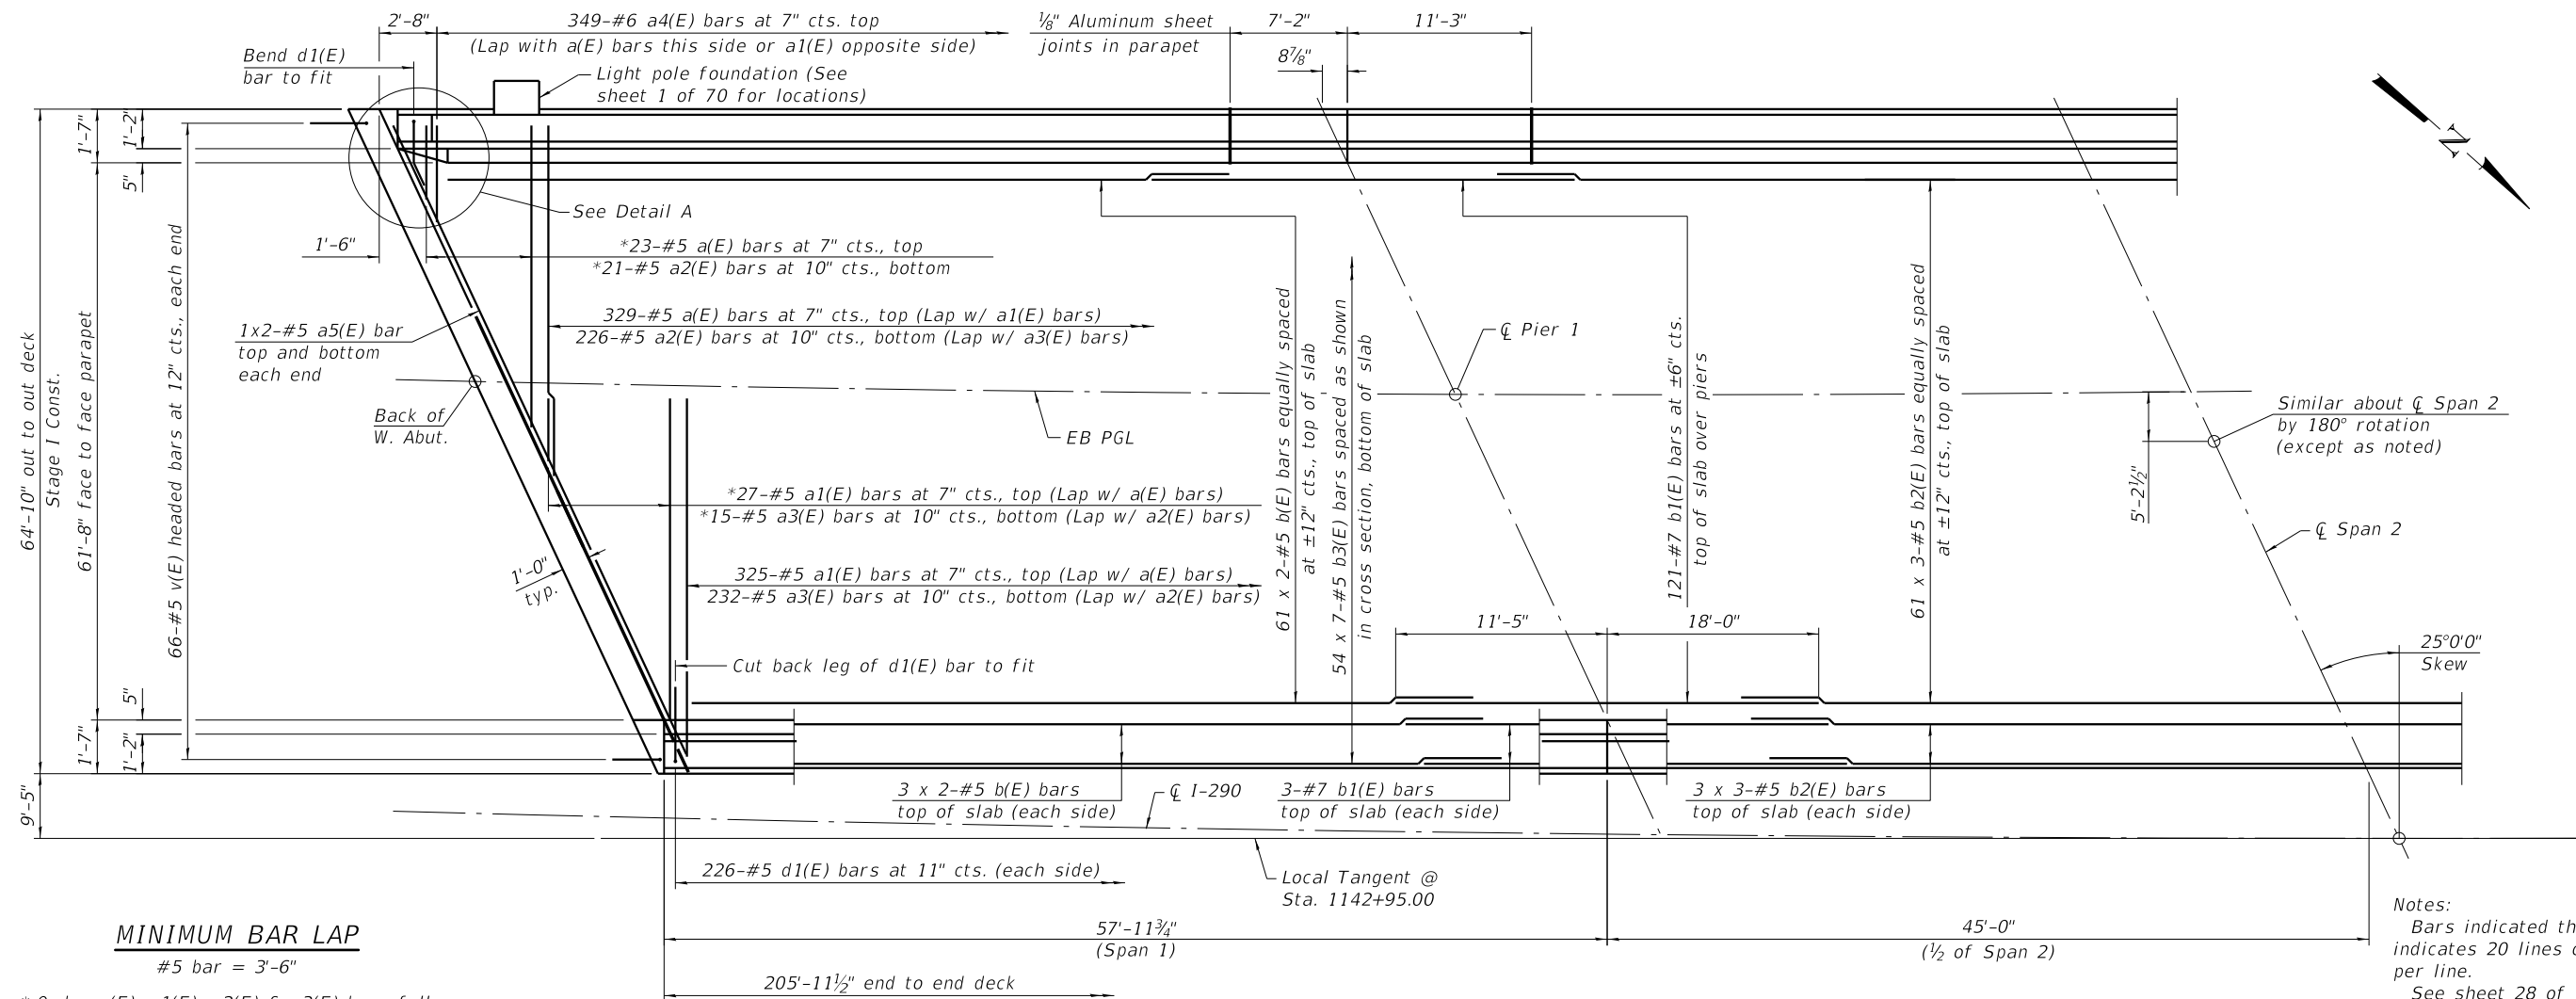 2'-8"
349-#6 a4(E) bars at 7" cts. top
(Lap with a(E) bars this side or a1(E) opposite side)
⅛" Aluminum sheet
joints in parapet
7'-2"
11'-3"
8⅞"
Bend d1(E)
bar to fit
Light pole foundation (See
sheet 1 of 70 for locations)
N
1'-7"
1'-2"
5"
See Detail A
1'-6"
*23-#5 a(E) bars at 7" cts., top
*21-#5 a2(E) bars at 10" cts., bottom
329-#5 a(E) bars at 7" cts., top (Lap w/ a1(E) bars)
226-#5 a2(E) bars at 10" cts., bottom (Lap w/ a3(E) bars)
1x2-#5 a5(E) bar
top and bottom
each end
Back of
W. Abut.
64'-10" out to out deck
Stage I Const.
61'-8" face to face parapet
66-#5 v(E) headed bars at 12" cts., each end
℄ Pier 1
EB PGL
Similar about ℄ Span 2
by 180° rotation
(except as noted)
5'-2½"
℄ Span 2
*27-#5 a1(E) bars at 7" cts., top (Lap w/ a(E) bars)
*15-#5 a3(E) bars at 10" cts., bottom (Lap w/ a2(E) bars)
1'-0"
typ.
325-#5 a1(E) bars at 7" cts., top (Lap w/ a(E) bars)
232-#5 a3(E) bars at 10" cts., bottom (Lap w/ a2(E) bars)
61 x 2-#5 b(E) bars equally spaced
at ±12" cts., top of slab
54 x 7-#5 b3(E) bars spaced as shown
in cross section, bottom of slab
121-#7 b1(E) bars at ±6" cts.
top of slab over piers
61 x 3-#5 b2(E) bars equally spaced
at ±12" cts., top of slab
11'-5"
18'-0"
25°0'0"
Skew
Cut back leg of d1(E) bar to fit
5"
1'-7"
1'-2"
9'-5"
3 x 2-#5 b(E) bars
top of slab (each side)
℄ I-290
3-#7 b1(E) bars
top of slab (each side)
3 x 3-#5 b2(E) bars
top of slab (each side)
226-#5 d1(E) bars at 11" cts. (each side)
Local Tangent @
Sta. 1142+95.00
57'-11¾"
(Span 1)
45'-0"
(½ of Span 2)
205'-11½" end to end deck
MINIMUM BAR LAP
#5 bar = 3'-6"
Notes:
Bars indicated th
indicates 20 lines
per line.
See sheet 28 of